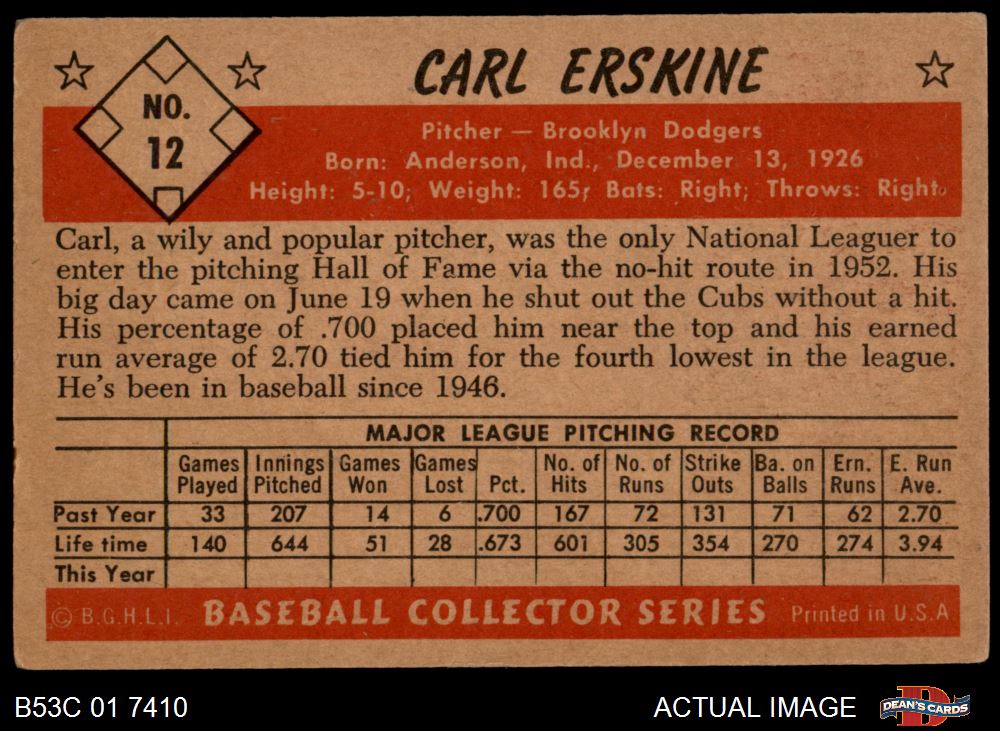 NO.
12
CARL ERSKINE
Pitcher — Brooklyn Dodgers
Born: Anderson, Ind., December 13, 1926
Height: 5-10; Weight: 165; Bats: Right; Throws: Right.
Carl, a wily and popular pitcher, was the only National Leaguer to
enter the pitching Hall of Fame via the no-hit route in 1952. His
big day came on June 19 when he shut out the Cubs without a hit.
His percentage of .700 placed him near the top and his earned
run average of 2.70 tied him for the fourth lowest in the league.
He's been in baseball since 1946.
MAJOR LEAGUE PITCHING RECORD
Games Innings Games Games No. of No. of Strike Ba. on Ern. E. Run
Played Pitched Won Lost Pct. Hits Runs Outs Balls Runs Ave.
Past Year 33 207 14 6 .700 167 72 131 71 62 2.70
Life time 140 644 51 28 .673 601 305 354 270 274 3.94
This Year
© B.G.H.L.I. BASEBALL COLLECTOR SERIES Printed in U.S.A
B53C 01 7410 ACTUAL IMAGE D DEAN'S CARDS